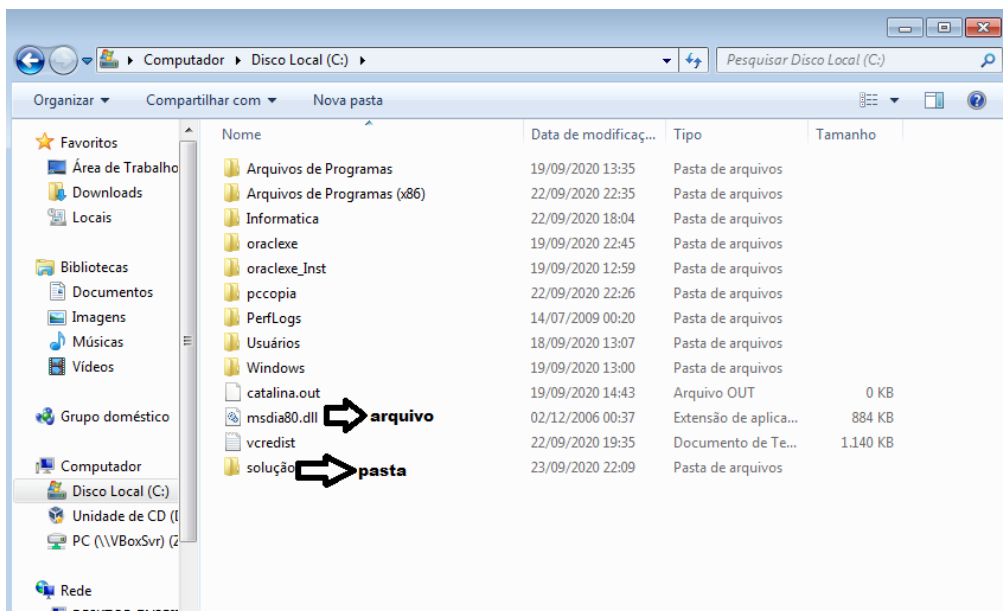 Computador Disco Local (C:) Pesquisar Disco Local (C:)
Organizar Compartilhar com Nova pasta
Favoritos
Área de Trabalho
Downloads
Locais
Bibliotecas
Documentos
Imagens
Músicas
Vídeos
Grupo doméstico
Computador
Disco Local (C:)
Unidade de CD (
PC (\\VBoxSvr) (Z
Rede
Nome Data de modificaç... Tipo Tamanho
Arquivos de Programas 19/09/2020 13:35 Pasta de arquivos
Arquivos de Programas (x86) 22/09/2020 22:35 Pasta de arquivos
Informatica 22/09/2020 18:04 Pasta de arquivos
oraclexe 19/09/2020 22:45 Pasta de arquivos
oraclexe_Inst 19/09/2020 12:59 Pasta de arquivos
pccopia 22/09/2020 22:26 Pasta de arquivos
PerfLogs 14/07/2009 00:20 Pasta de arquivos
Usuários 18/09/2020 13:07 Pasta de arquivos
Windows 19/09/2020 13:00 Pasta de arquivos
catalina.out 19/09/2020 14:43 Arquivo OUT 0 KB
msdia80.dll arquivo 02/12/2006 00:37 Extensão de aplica... 884 KB
vcredist 22/09/2020 19:35 Documento de Te... 1.140 KB
solução pasta 23/09/2020 22:09 Pasta de arquivos